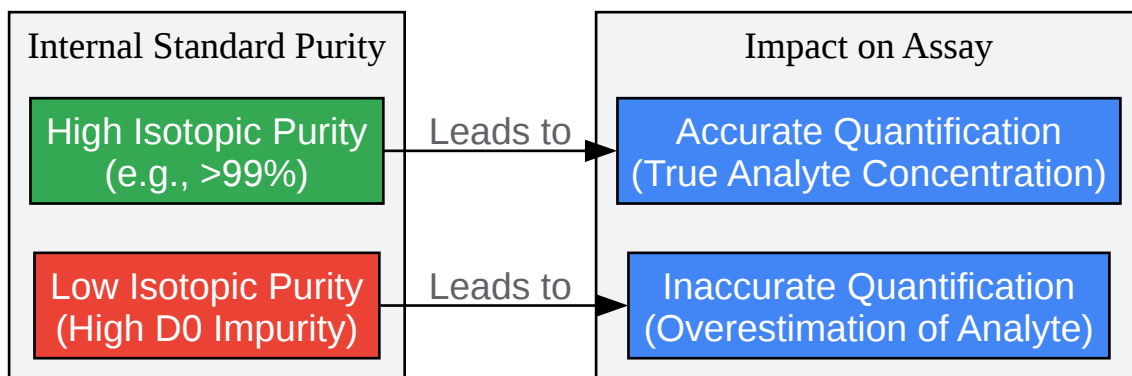 Internal Standard Purity
Impact on Assay
High Isotopic Purity
(e.g., >99%)
Leads to
Accurate Quantification
(True Analyte Concentration)
Low Isotopic Purity
(High D0 Impurity)
Leads to
Inaccurate Quantification
(Overestimation of Analyte)